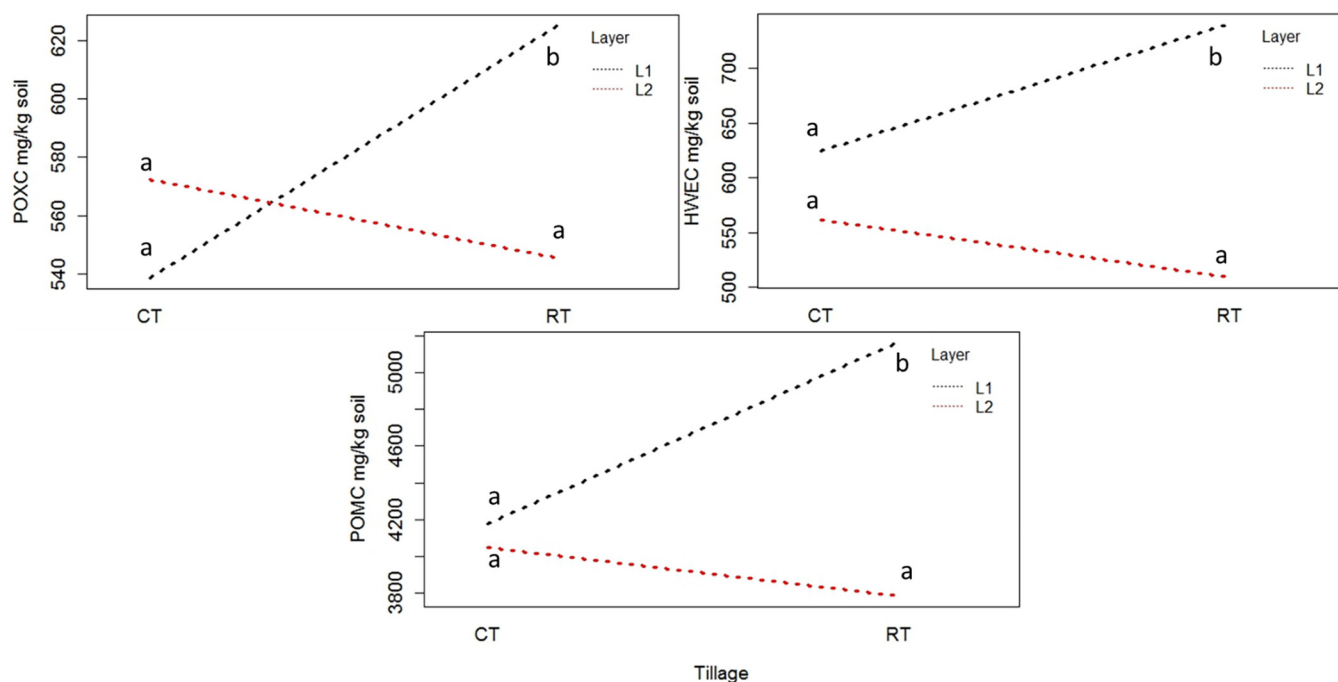 POXC mg/kg soil
620
600
580
560
540
a
a
b
a
Layer
L1
L2
CT
RT
HWEC mg/kg soil
700
650
600
550
500
a
a
b
a
Layer
L1
L2
CT
RT
POMC mg/kg soil
5000
4600
4200
3800
a
a
b
a
Layer
L1
L2
CT
RT
Tillage